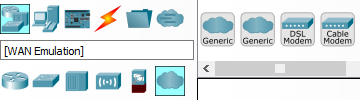 [WAN Emulation]
Generic
Generic
DSL
Modem
Cable
Modem